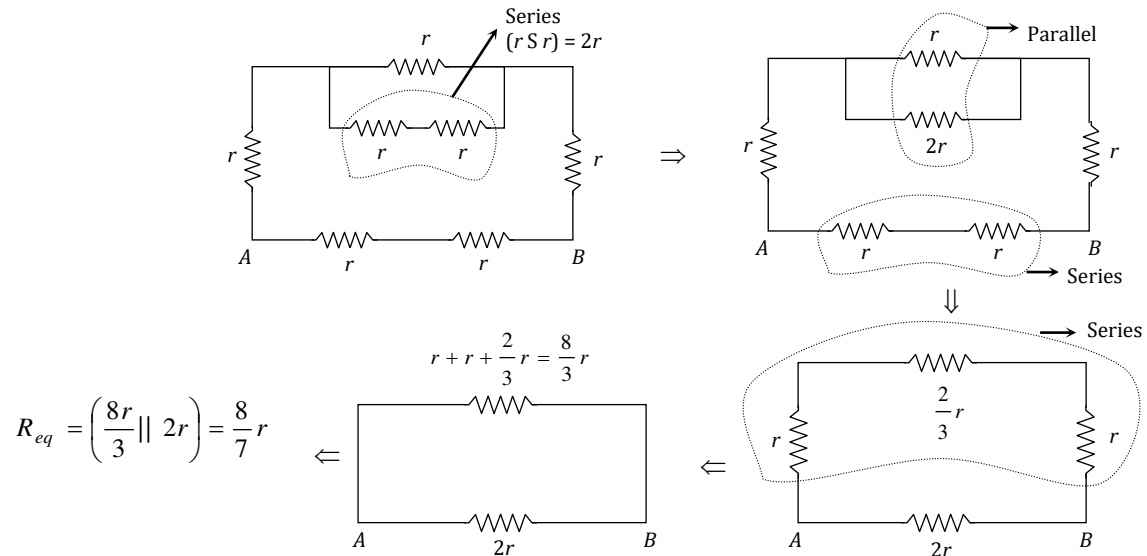 Series
(r S r) = 2r
r
r r
r
r
A
r
r
B
⇒
r
Parallel
2r
r
r
A
r
r
B
Series
⇓
Series
2/3 r
r
r
A
2r
B
⇐
r + r + 2/3 r = 8/3 r
A
2r
B
⇐
R_eq = (8r/3 || 2r) = 8/7 r